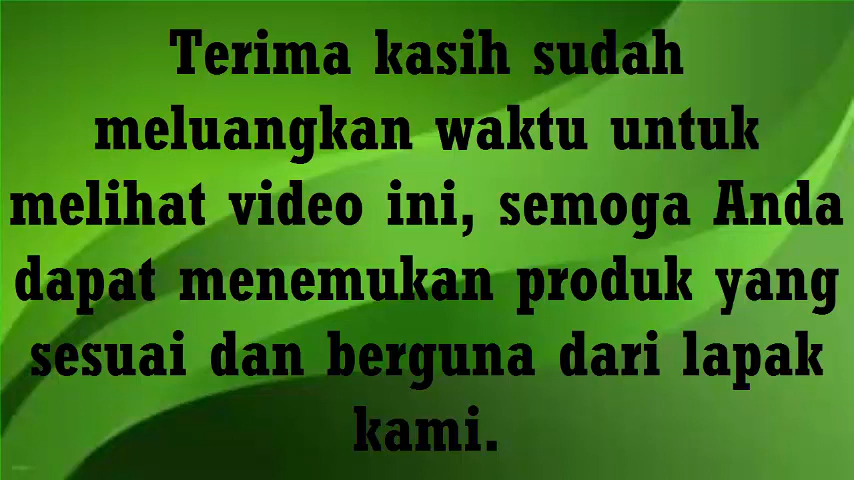 Terima kasih sudah
meluangkan waktu untuk
melihat video ini, semoga Anda
dapat menemukan produk yang
sesuai dan berguna dari lapak
kami.